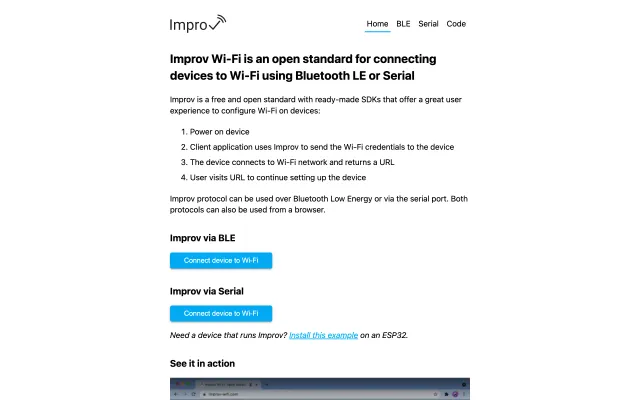 Improv
Home BLE Serial Code
Improv Wi-Fi is an open standard for connecting
devices to Wi-Fi using Bluetooth LE or Serial
Improv is a free and open standard with ready-made SDKs that offer a great user
experience to configure Wi-Fi on devices:
1. Power on device
2. Client application uses Improv to send the Wi-Fi credentials to the device
3. The device connects to Wi-Fi network and returns a URL
4. User visits URL to continue setting up the device
Improv protocol can be used over Bluetooth Low Energy or via the serial port. Both
protocols can also be used from a browser.
Improv via BLE
Connect device to Wi-Fi
Improv via Serial
Connect device to Wi-Fi
Need a device that runs Improv? Install this example on an ESP32.
See it in action
improv-wifi.com